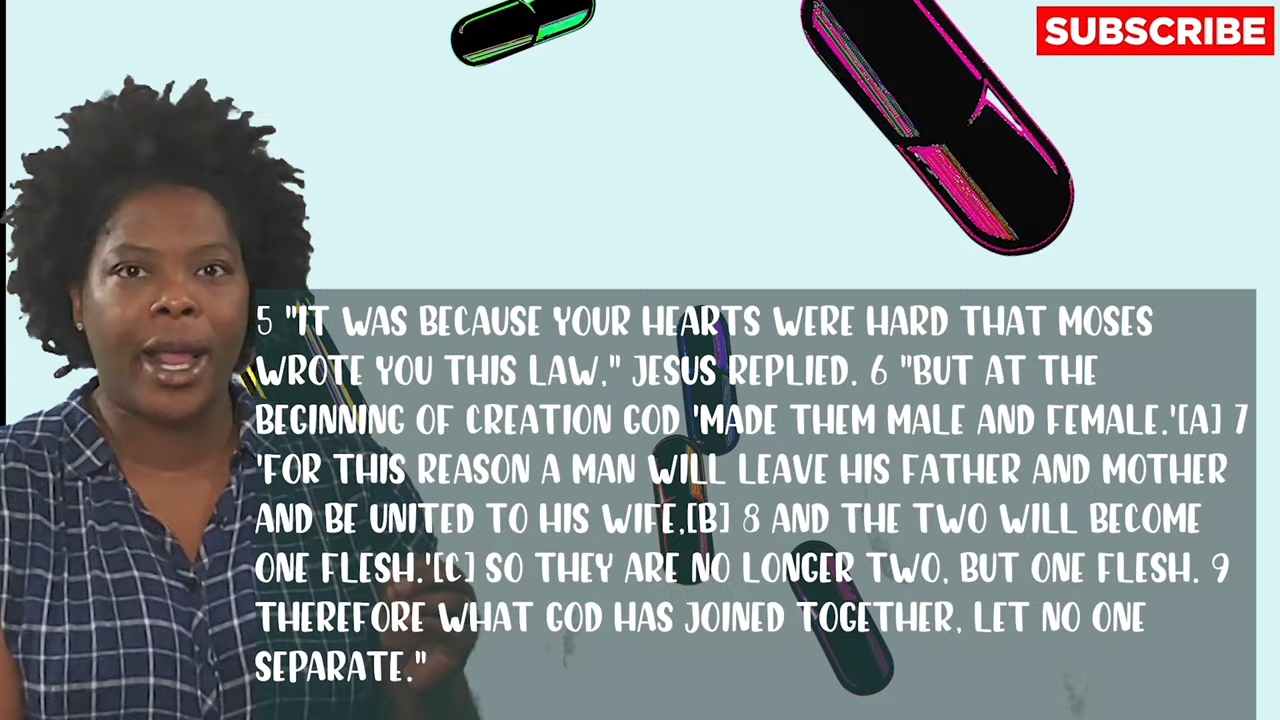 SUBSCRIBE
5 "IT WAS BECAUSE YOUR HEARTS WERE HARD THAT MOSES
WROTE YOU THIS LAW," JESUS REPLIED. 6 "BUT AT THE
BEGINNING OF CREATION GOD 'MADE THEM MALE AND FEMALE.'[A] 7
'FOR THIS REASON A MAN WILL LEAVE HIS FATHER AND MOTHER
AND BE UNITED TO HIS WIFE,[B] 8 AND THE TWO WILL BECOME
ONE FLESH.'[C] SO THEY ARE NO LONGER TWO, BUT ONE FLESH. 9
THEREFORE WHAT GOD HAS JOINED TOGETHER, LET NO ONE
SEPARATE."